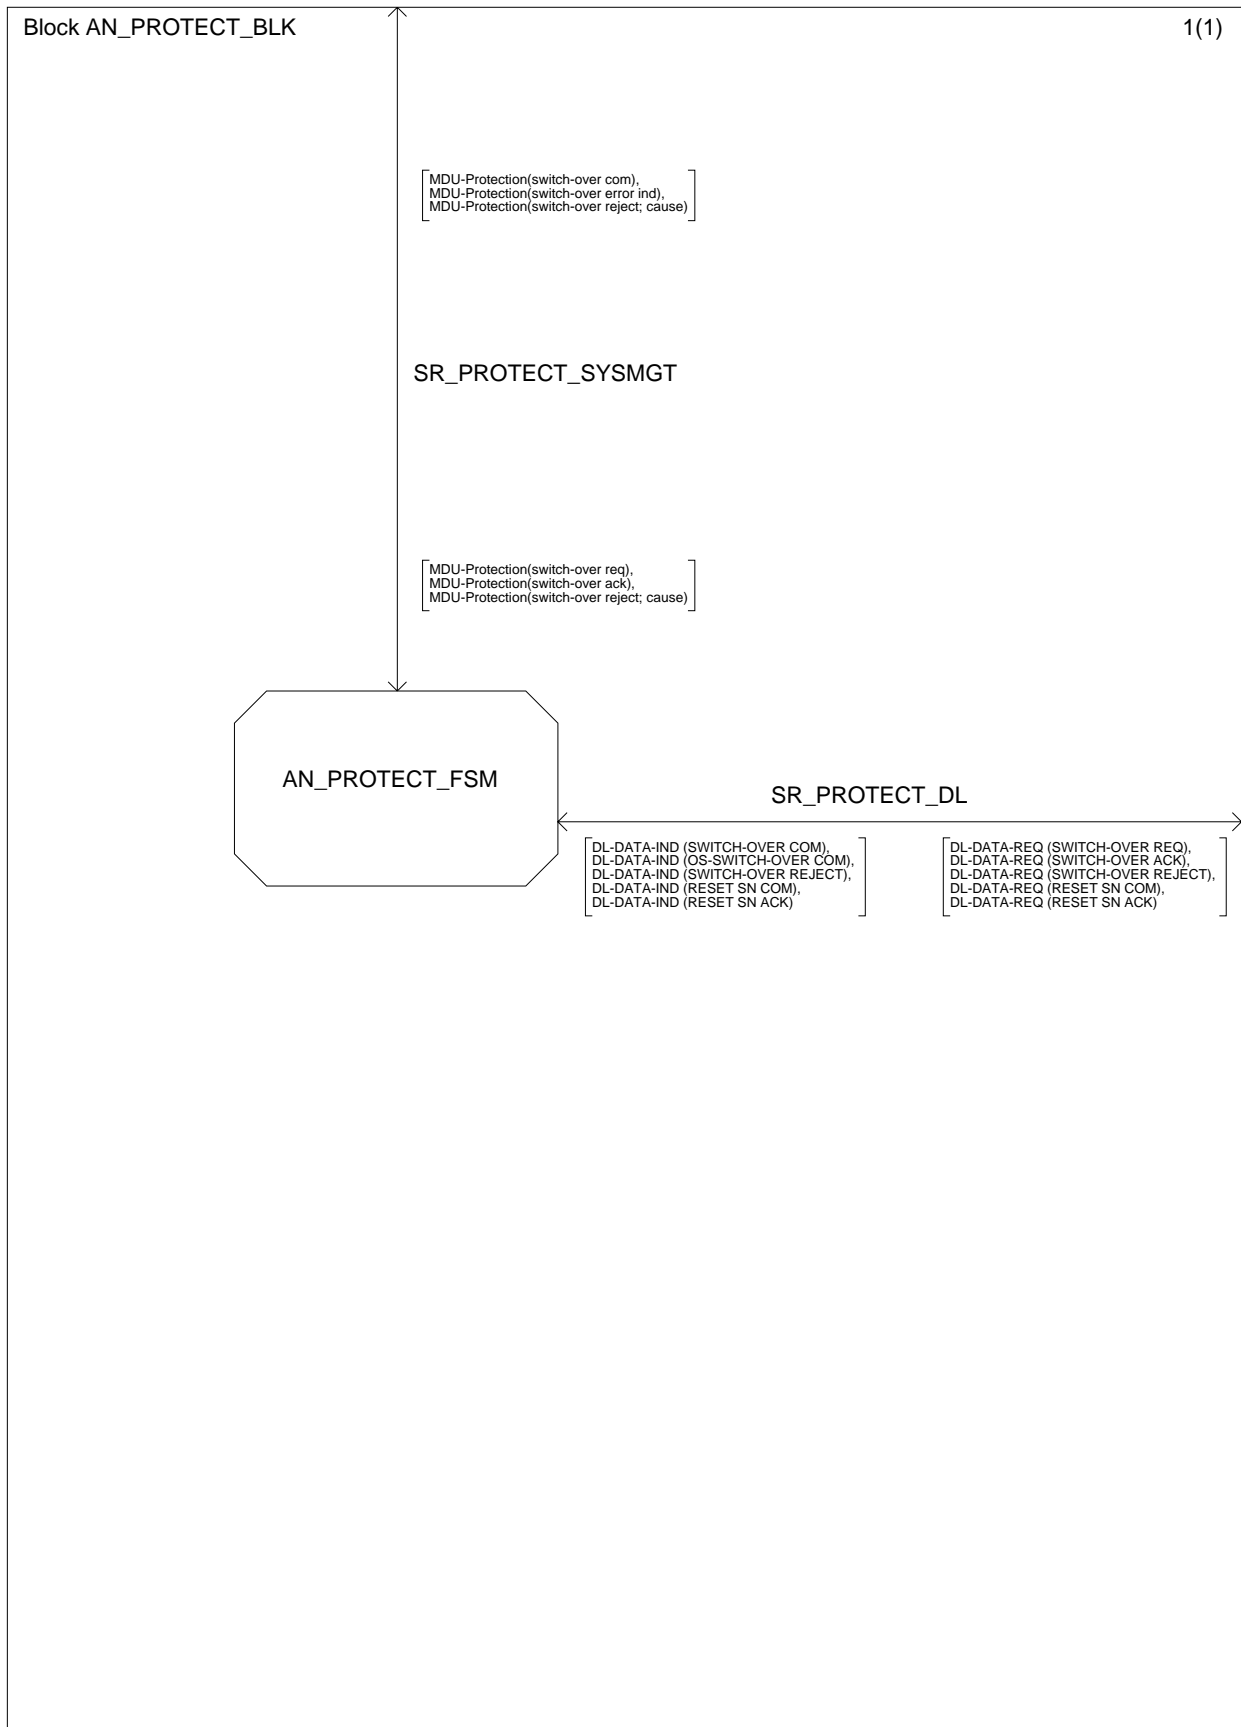 Block AN_PROTECT_BLK
1(1)
MDU-Protection(switch-over com),
MDU-Protection(switch-over error ind),
MDU-Protection(switch-over reject; cause)
SR_PROTECT_SYSMGT
MDU-Protection(switch-over req),
MDU-Protection(switch-over ack),
MDU-Protection(switch-over reject; cause)
AN_PROTECT_FSM
SR_PROTECT_DL
DL-DATA-IND (SWITCH-OVER COM),
DL-DATA-IND (OS-SWITCH-OVER COM),
DL-DATA-IND (SWITCH-OVER REJECT),
DL-DATA-IND (RESET SN COM),
DL-DATA-IND (RESET SN ACK)
DL-DATA-REQ (SWITCH-OVER REQ),
DL-DATA-REQ (SWITCH-OVER ACK),
DL-DATA-REQ (SWITCH-OVER REJECT),
DL-DATA-REQ (RESET SN COM),
DL-DATA-REQ (RESET SN ACK)